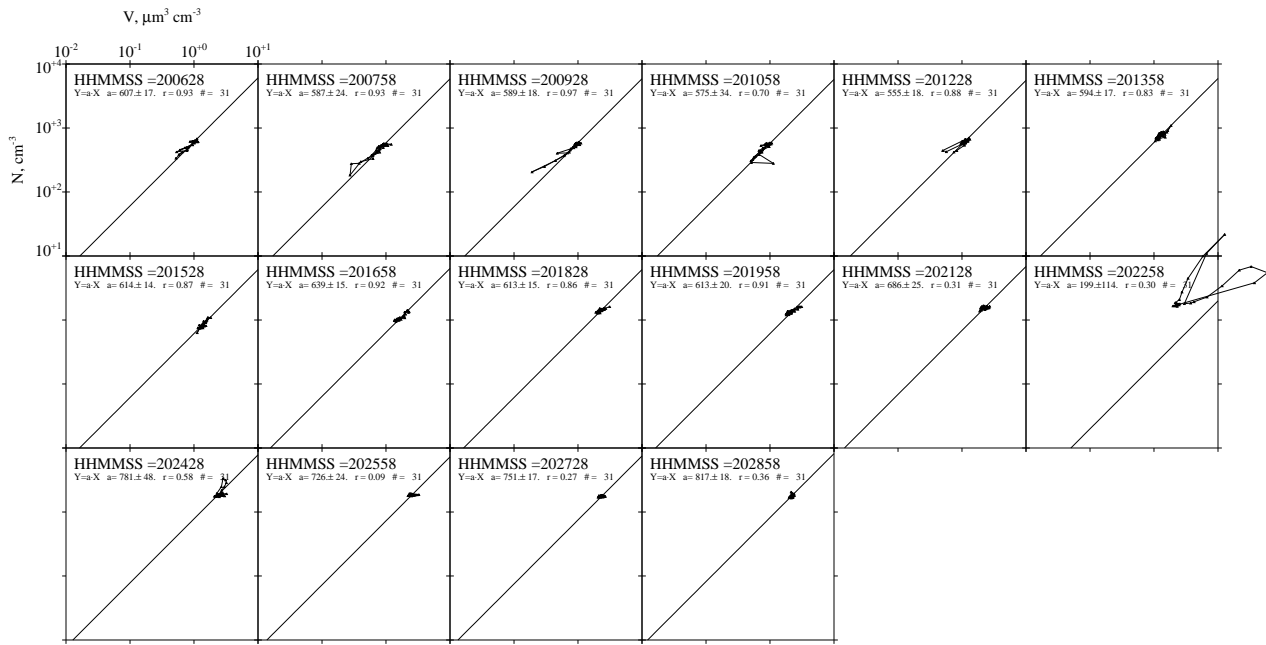 V, μm³ cm⁻³
10⁻² 10⁻¹ 10⁺⁰ 10⁺¹
N, cm⁻³
10⁺⁴
10⁺³
10⁺²
10⁺¹
HHMMSS =200628
Y=a·X a= 607.± 17. r = 0.93 # = 31
HHMMSS =200758
Y=a·X a= 587.± 24. r = 0.93 # = 31
HHMMSS =200928
Y=a·X a= 589.± 18. r = 0.97 # = 31
HHMMSS =201058
Y=a·X a= 575.± 34. r = 0.70 # = 31
HHMMSS =201228
Y=a·X a= 555.± 18. r = 0.88 # = 31
HHMMSS =201358
Y=a·X a= 594.± 17. r = 0.83 # = 31
HHMMSS =201528
Y=a·X a= 614.± 14. r = 0.87 # = 31
HHMMSS =201658
Y=a·X a= 639.± 15. r = 0.92 # = 31
HHMMSS =201828
Y=a·X a= 613.± 15. r = 0.86 # = 31
HHMMSS =201958
Y=a·X a= 613.± 20. r = 0.91 # = 31
HHMMSS =202128
Y=a·X a= 686.± 25. r = 0.31 # = 31
HHMMSS =202258
Y=a·X a= 199.±114. r = 0.30 # = 31
HHMMSS =202428
Y=a·X a= 781.± 48. r = 0.58 # = 31
HHMMSS =202558
Y=a·X a= 726.± 24. r = 0.09 # = 31
HHMMSS =202728
Y=a·X a= 751.± 17. r = 0.27 # = 31
HHMMSS =202858
Y=a·X a= 817.± 18. r = 0.36 # = 31